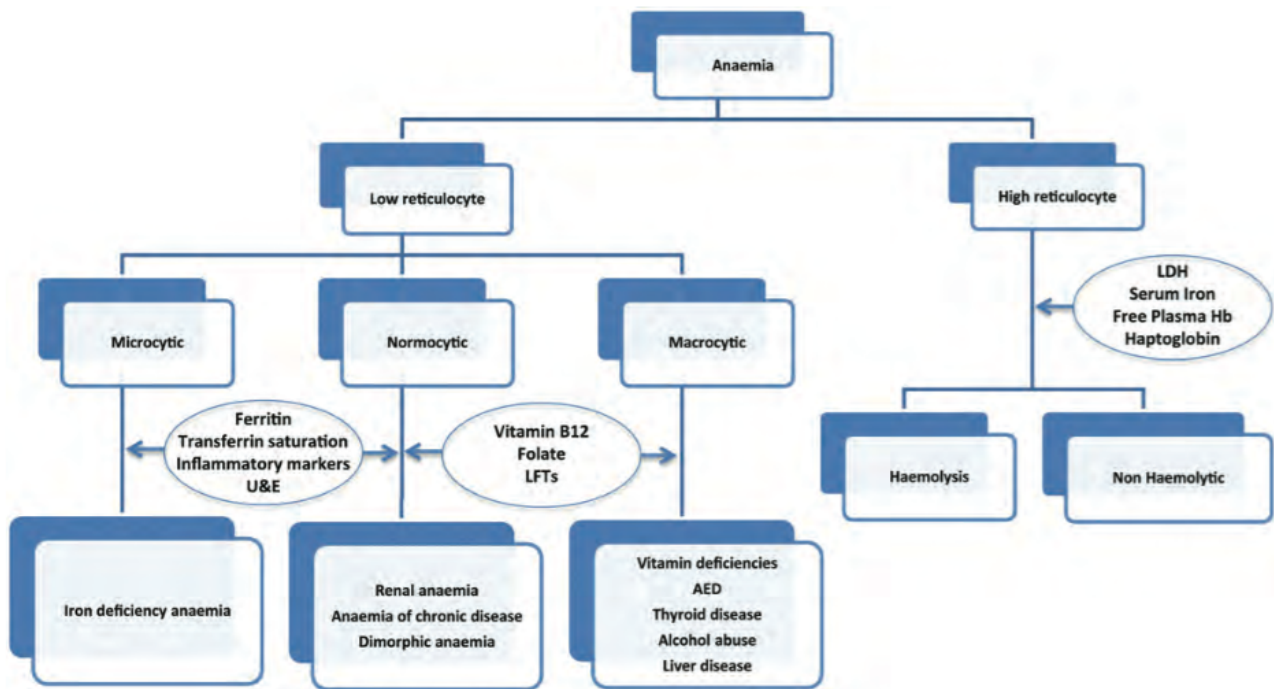 Anaemia
Low reticulocyte
High reticulocyte
LDH
Serum Iron
Free Plasma Hb
Haptoglobin
Microcytic
Normocytic
Macrocytic
Ferritin
Transferrin saturation
Inflammatory markers
U&E
Vitamin B12
Folate
LFTs
Haemolysis
Non Haemolytic
Iron deficiency anaemia
Renal anaemia
Anaemia of chronic disease
Dimorphic anaemia
Vitamin deficiencies
AED
Thyroid disease
Alcohol abuse
Liver disease